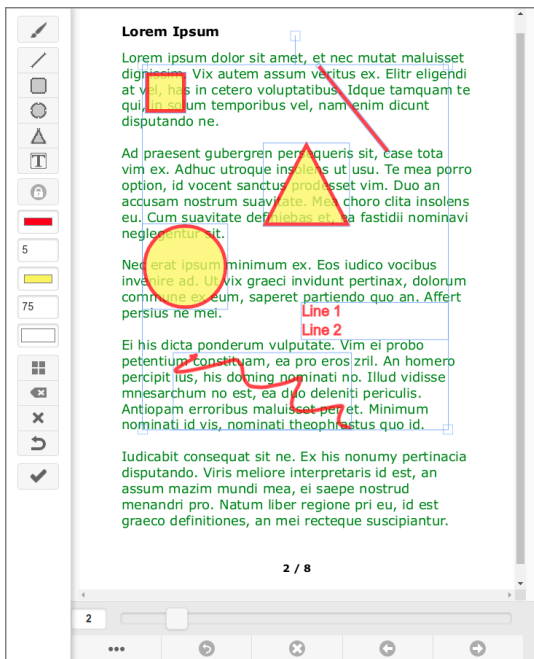 Lorem Ipsum
Lorem ipsum dolor sit amet, et nec mutat maluisset
dignissim. Vix autem assum veritus ex. Elitr eligendi
at vel, has in cetero voluptatibus. Idque tamquam te
qui, in solum temporibus vel, nam enim dicunt
disputando ne.
Ad praesent gubergren persequeris sit, case tota
vim ex. Adhuc utroque insolens ut usu. Te mea porro
option, id vocent sanctus prodesset vim. Duo an
accusam nostrum suavitate. Mea choro clita insolens
eu. Cum suavitate definiebas et, ea fastidii nominavi
neglegentur sit.
Nec erat ipsum minimum ex. Eos iudico vocibus
invenire ad. Ut vix graeci invidunt pertinax, dolorum
commune ex eum, saperet partiendo quo an. Affert
persius ne mei.
Line 1
Line 2
Ei his dicta ponderum vulputate. Vim ei probo
petentium constituam, ea pro eros zril. An homero
percipit ius, his doming nominati no. Illud vidisse
mnesarchum no est, ea duo deleniti periculis.
Antiopam erroribus maluisset per et. Minimum
nominati id vis, nominati theophrastus quo id.
Iudicabit consequat sit ne. Ex his nonumy pertinacia
disputando. Viris meliore interpretaris id est, an
assum mazim mundi mea, ei saepe nostrud
menandri pro. Natum liber regione pri eu, id est
graeco definitiones, an mei recteque suscipiantur.
2 / 8
T
5
75
2